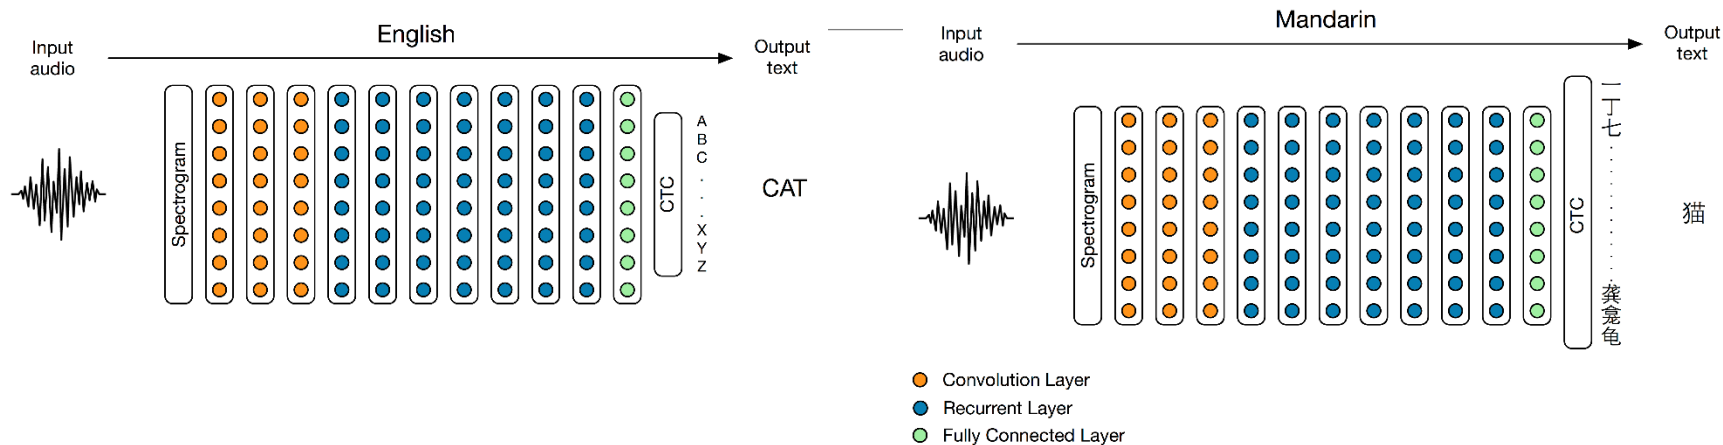 Input
audio
English
Output
text
Spectrogram
CTC
A
B
C
.
.
.
X
Y
Z
CAT
Input
audio
Mandarin
Output
text
Spectrogram
CTC
一
丁
七
龚
龛
龟
猫
Convolution Layer
Recurrent Layer
Fully Connected Layer